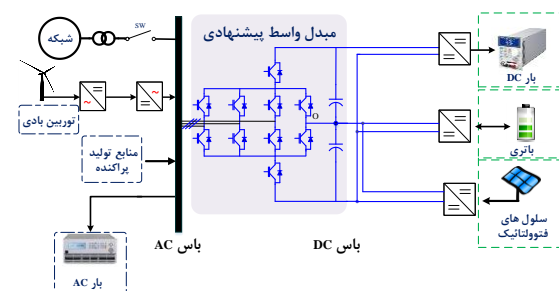 شبکه
SW
مبدل واسط پیشنهادی
بار DC
توربین بادی
O
باتری
منابع تولید
پراکنده
سلول های
فتوولتائیک
باس AC
باس DC
بار AC